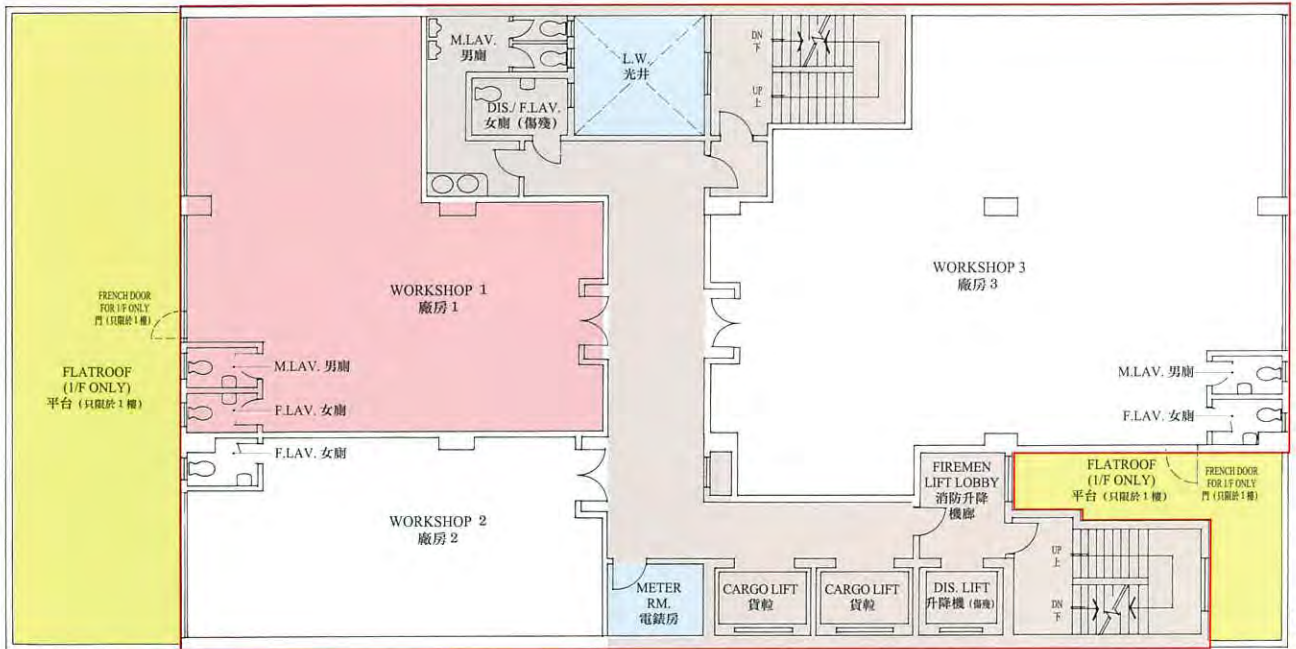 M.LAV.
男廁
L.W.
光井
DN
下
UP
上
DIS./ F.LAV.
女廁 (傷殘)
WORKSHOP 1
廠房 1
WORKSHOP 3
廠房 3
FRENCH DOOR
FOR 1/F ONLY
門 (只限於 1 樓)
FLATROOF
(1/F ONLY)
平台 (只限於 1 樓)
M.LAV. 男廁
F.LAV. 女廁
F.LAV. 女廁
M.LAV. 男廁
F.LAV. 女廁
WORKSHOP 2
廠房 2
FIREMEN
LIFT LOBBY
消防升降
機廊
FLATROOF
(1/F ONLY)
平台 (只限於 1 樓)
FRENCH DOOR
FOR 1/F ONLY
門 (只限於 1 樓)
METER
RM.
電錶房
CARGO LIFT
貨𨋢
CARGO LIFT
貨𨋢
DIS. LIFT
升降機 (傷殘)
UP
上
DN
下